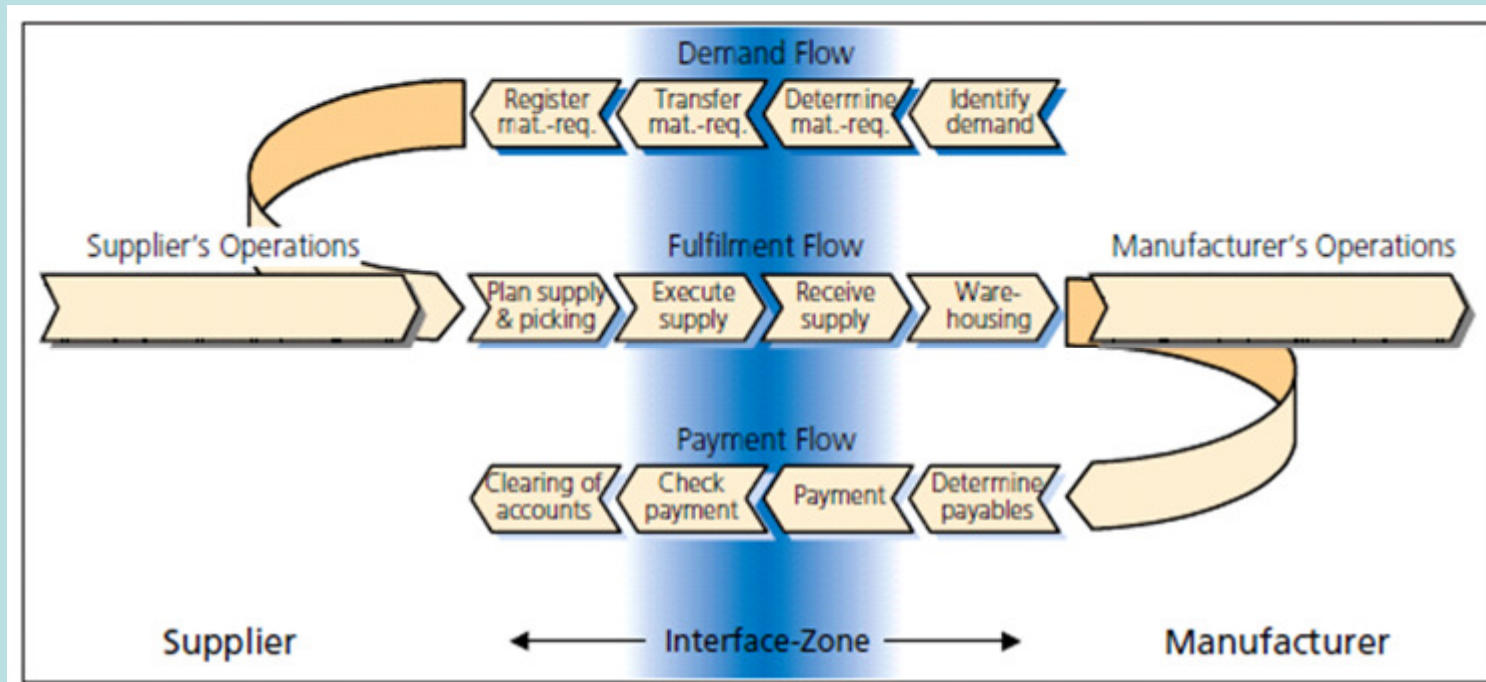 Demand Flow
Register mat.-req.
Transfer mat.-req.
Determine mat.-req.
Identify demand
Supplier's Operations
Fulfilment Flow
Manufacturer's Operations
Plan supply & picking
Execute supply
Receive supply
Ware-housing
Payment Flow
Clearing of accounts
Check payment
Payment
Determine payables
Supplier
Interface-Zone
Manufacturer